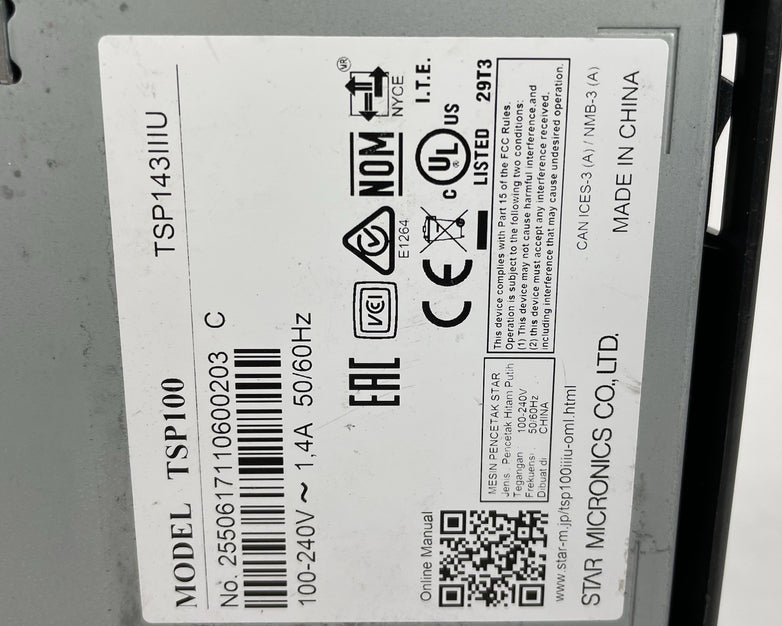 MODEL TSP100 TSP143IIIU
No. 2550617110600203 C
100-240V ~ 1,4A 50/60Hz
EAC
VCI
E1264
NOM
NYCE
MR
CE
c UL US
®
I.T.E.
LISTED 29T3
Online Manual
MESIN PENCETAK STAR
Jenis : Pencetak Hitam Putih
Tegangan : 100-240V
Frekuensi : 50-60Hz
Dibuat di : CHINA
This device complies with Part 15 of the FCC Rules.
Operation is subject to the following two conditions:
(1) This device may not cause harmful interference,and
(2) this device must accept any interference received,
including interference that may cause undesired operation.
www.star-m.jp/tsp100iiiu-oml.html
CAN ICES-3 (A) / NMB-3 (A)
STAR MICRONICS CO.,LTD. MADE IN CHINA